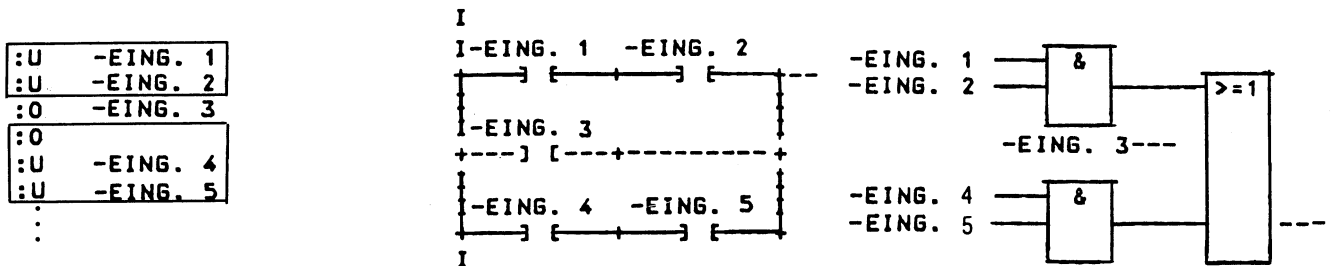 :U -EING. 1
:U -EING. 2
:O -EING. 3
:O
:U -EING. 4
:U -EING. 5
I
I-EING. 1 -EING. 2
I-EING. 3
-EING. 4 -EING. 5
I
-EING. 1
-EING. 2
&
>=1
-EING. 3
-EING. 4
-EING. 5
&